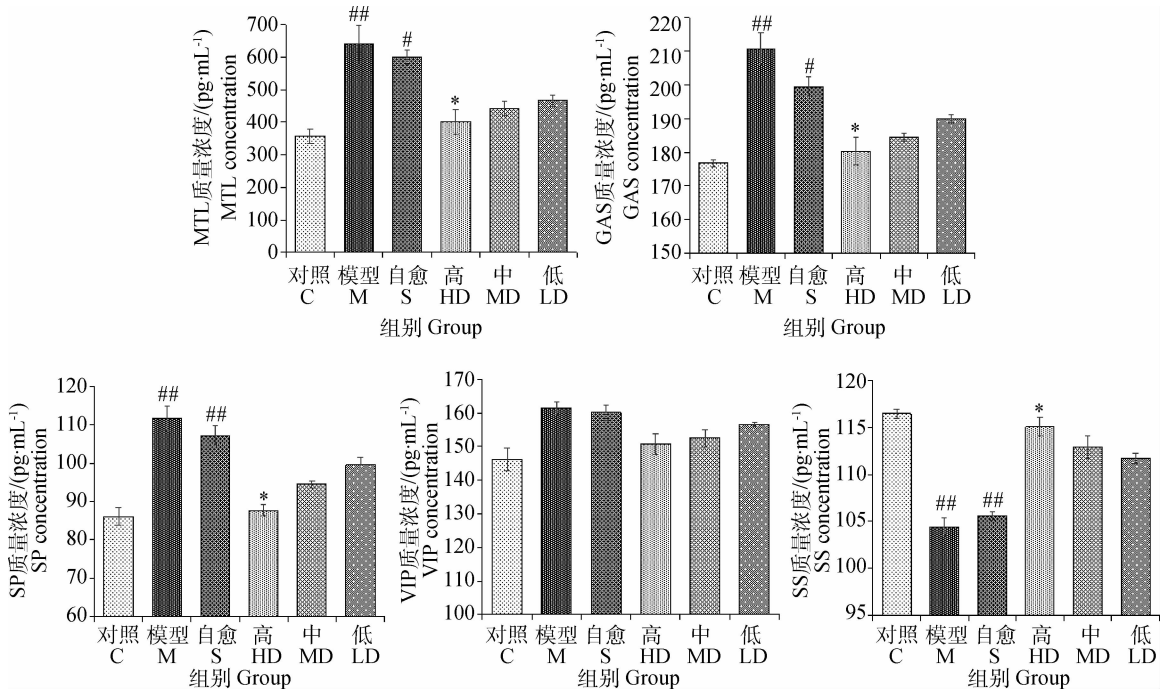 MTL质量浓度/(pg·mL⁻¹)
MTL concentration
700
600
500
400
300
200
100
0
##
#
*
对照 模型 自愈 高 中 低
C M S HD MD LD
组别 Group
GAS质量浓度/(pg·mL⁻¹)
GAS concentration
220
210
200
190
180
170
160
150
##
#
*
对照 模型 自愈 高 中 低
C M S HD MD LD
组别 Group
SP质量浓度/(pg·mL⁻¹)
SP concentration
120
110
100
90
80
70
60
##
##
*
对照 模型 自愈 高 中 低
C M S HD MD LD
组别 Group
VIP质量浓度/(pg·mL⁻¹)
VIP concentration
170
160
150
140
130
120
110
100
对照 模型 自愈 高 中 低
C M S HD MD LD
组别 Group
SS质量浓度/(pg·mL⁻¹)
SS concentration
120
115
110
105
100
95
##
##
*
对照 模型 自愈 高 中 低
C M S HD MD LD
组别 Group